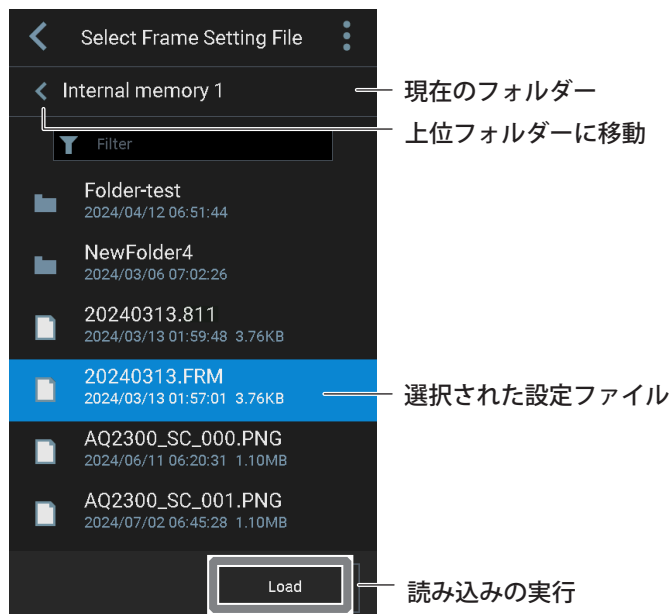 Select Frame Setting File
Internal memory 1
現在のフォルダー
上位フォルダーに移動
Filter
Folder-test
2024/04/12 06:51:44
NewFolder4
2024/03/06 07:02:26
20240313.811
2024/03/13 01:59:48 3.76KB
20240313.FRM
2024/03/13 01:57:01 3.76KB
選択された設定ファイル
AQ2300_SC_000.PNG
2024/06/11 06:20:31 1.10MB
AQ2300_SC_001.PNG
2024/07/02 06:45:28 1.10MB
Load
読み込みの実行